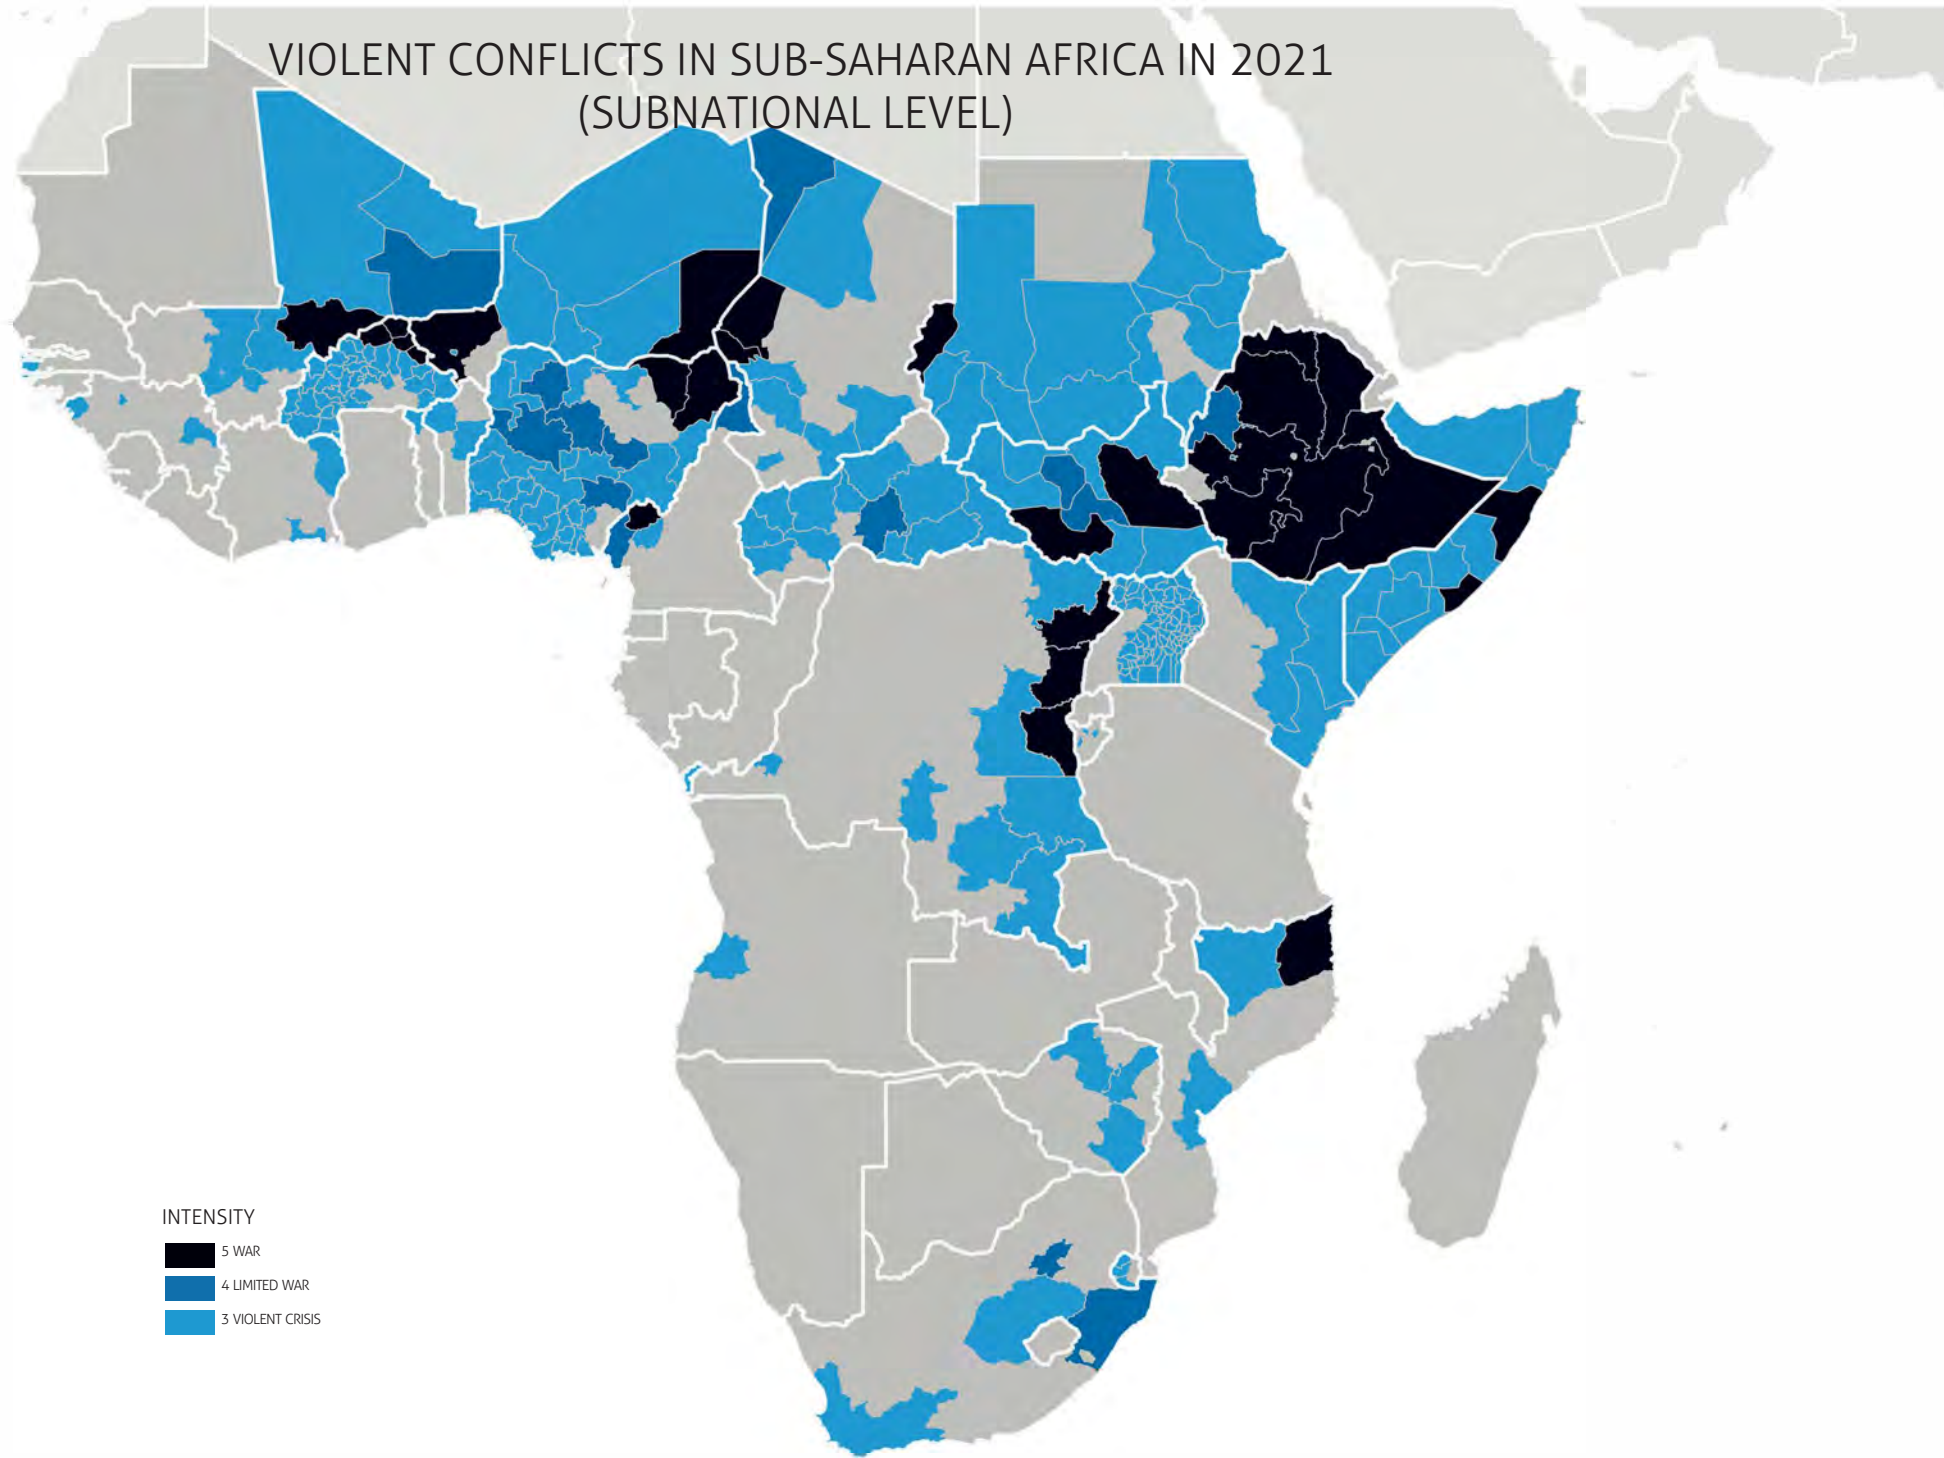 VIOLENT CONFLICTS IN SUB-SAHARAN AFRICA IN 2021
(SUBNATIONAL LEVEL)
INTENSITY
5 WAR
4 LIMITED WAR
3 VIOLENT CRISIS